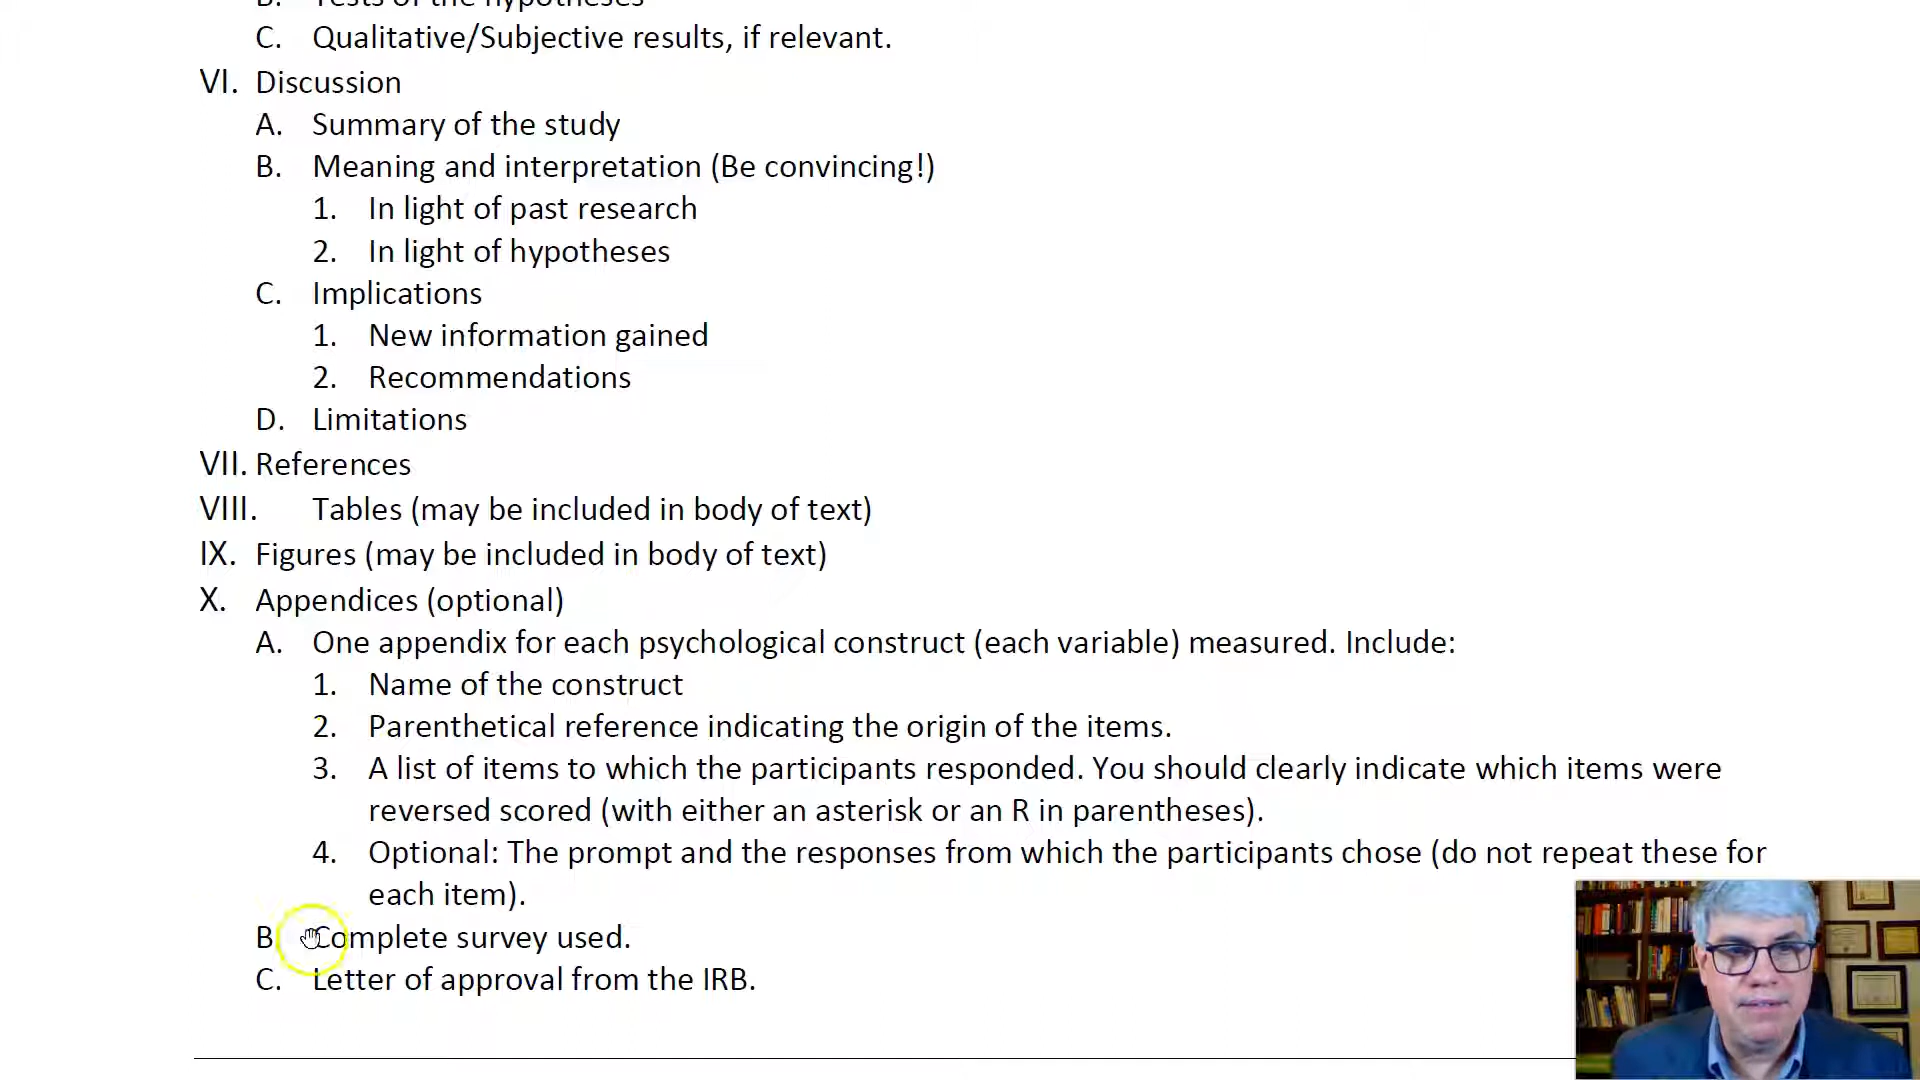 B. Tests of the hypotheses
C. Qualitative/Subjective results, if relevant.
VI. Discussion
A. Summary of the study
B. Meaning and interpretation (Be convincing!)
1. In light of past research
2. In light of hypotheses
C. Implications
1. New information gained
2. Recommendations
D. Limitations
VII. References
VIII. Tables (may be included in body of text)
IX. Figures (may be included in body of text)
X. Appendices (optional)
A. One appendix for each psychological construct (each variable) measured. Include:
1. Name of the construct
2. Parenthetical reference indicating the origin of the items.
3. A list of items to which the participants responded. You should clearly indicate which items were
reversed scored (with either an asterisk or an R in parentheses).
4. Optional: The prompt and the responses from which the participants chose (do not repeat these for
each item).
B Complete survey used.
C. Letter of approval from the IRB.